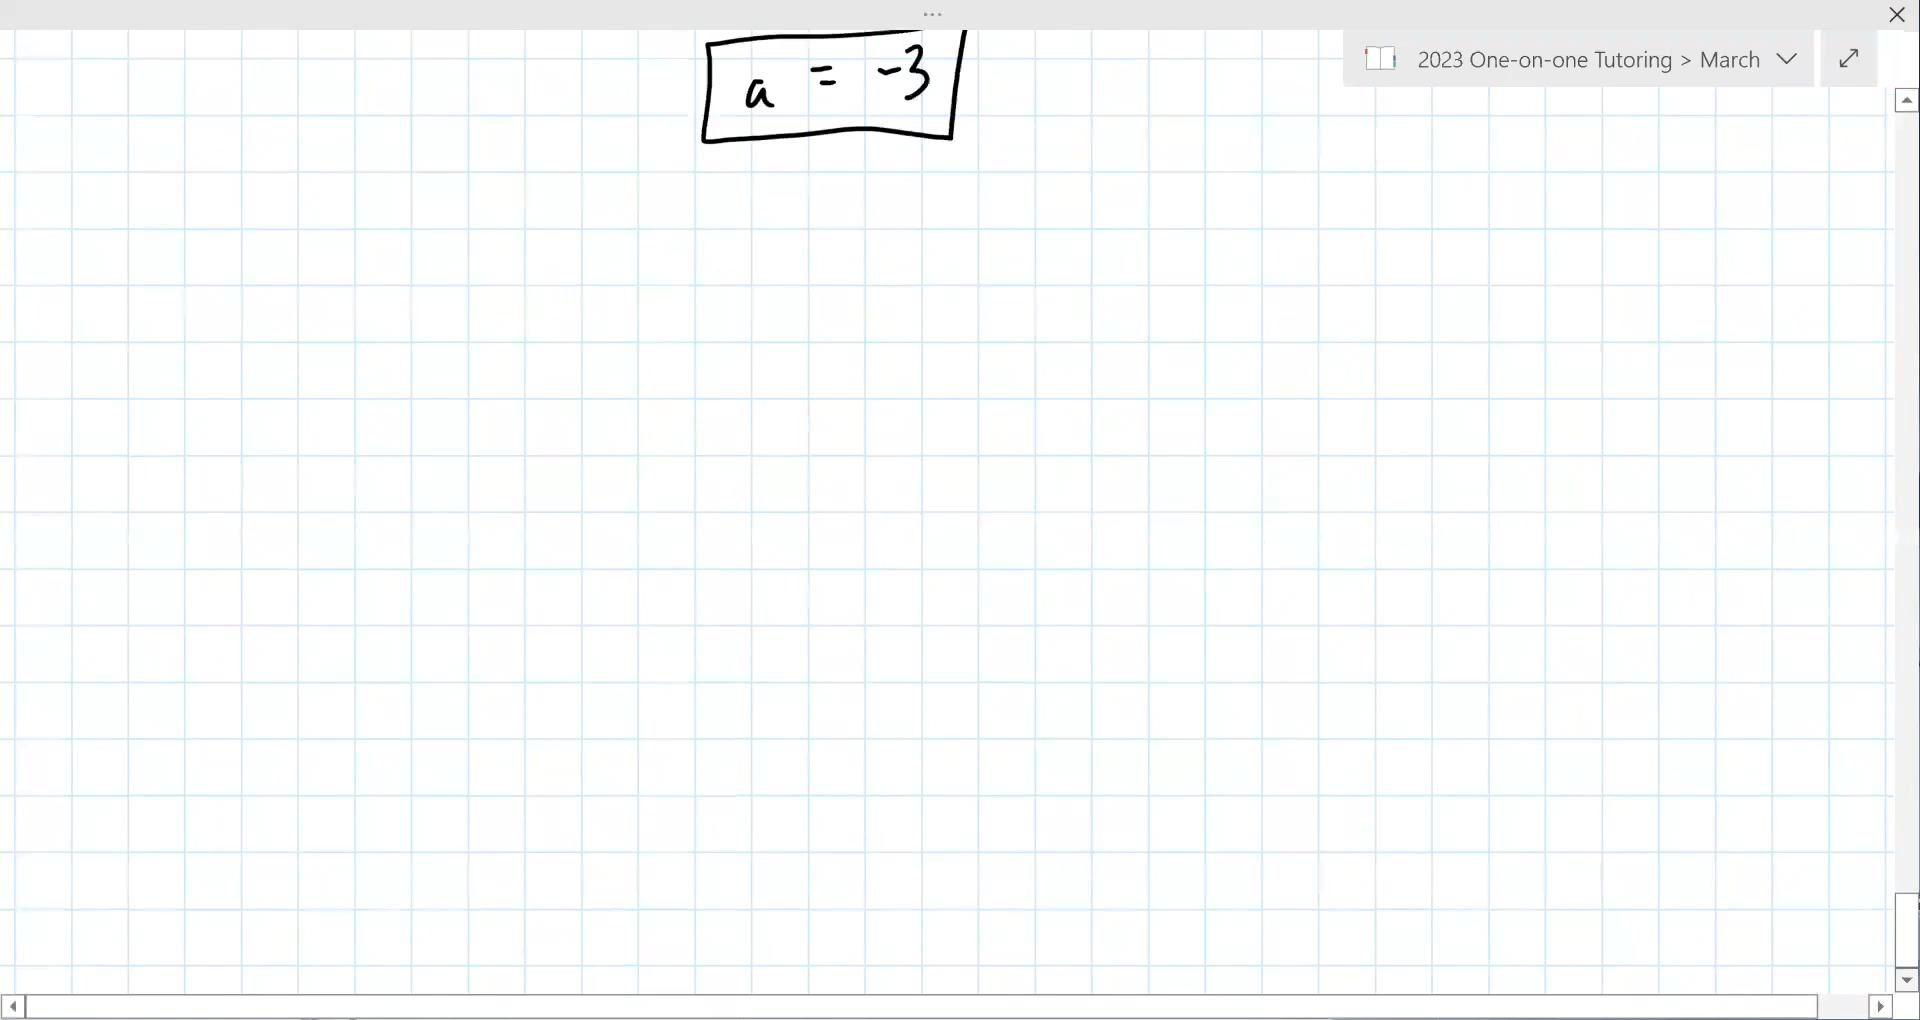 ...
a = -3
2023 One-on-one Tutoring > March